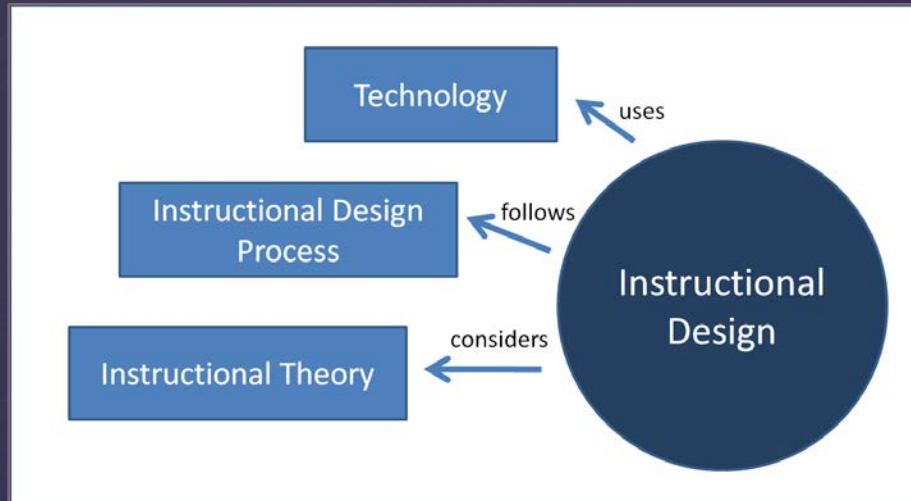 Technology
uses
Instructional Design
Process
follows
Instructional Theory
considers
Instructional
Design